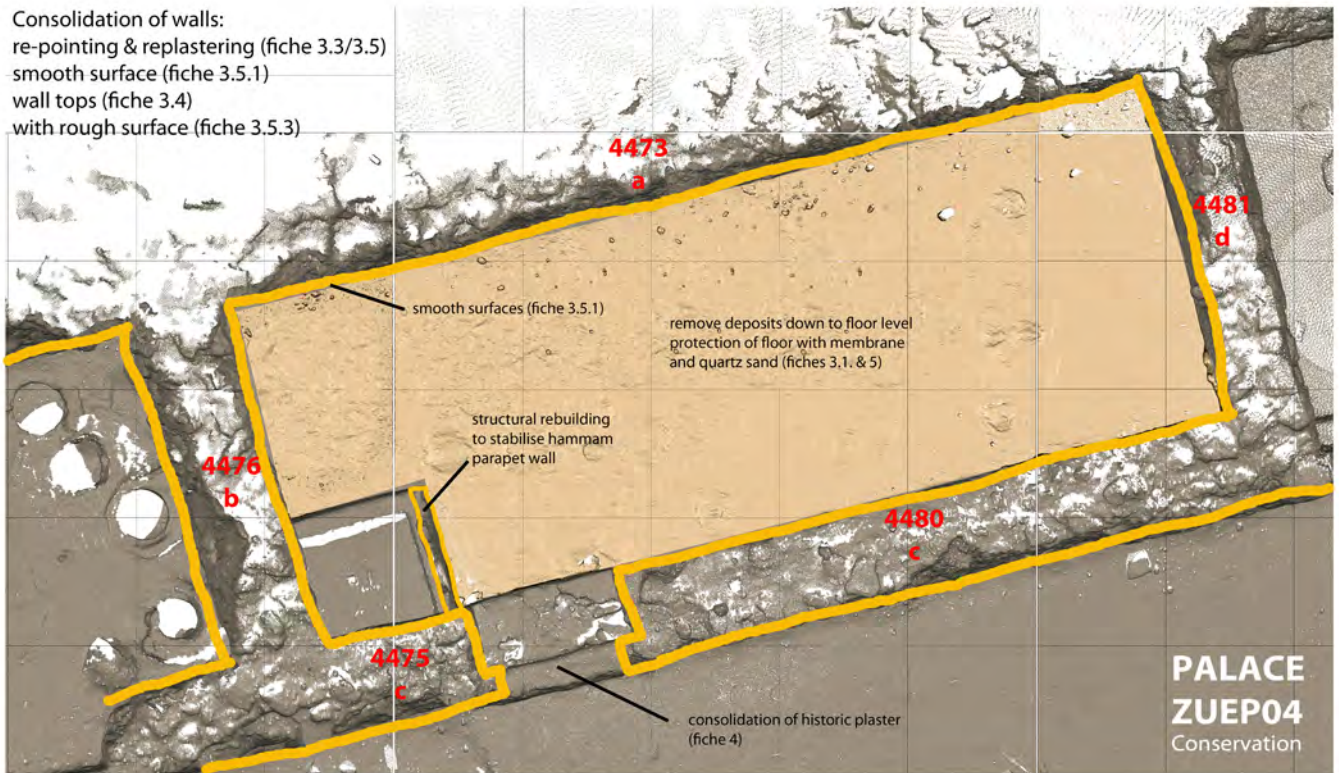 Consolidation of walls:
re-pointing & replastering (fiche 3.3/3.5)
smooth surface (fiche 3.5.1)
wall tops (fiche 3.4)
with rough surface (fiche 3.5.3)
4473
a
4481
d
smooth surfaces (fiche 3.5.1)
remove deposits down to floor level
protection of floor with membrane
and quartz sand (fiches 3.1. & 5)
structural rebuilding
to stabilise hammam
parapet wall
4476
b
4480
c
4475
c
consolidation of historic plaster
(fiche 4)
PALACE
ZUEP04
Conservation